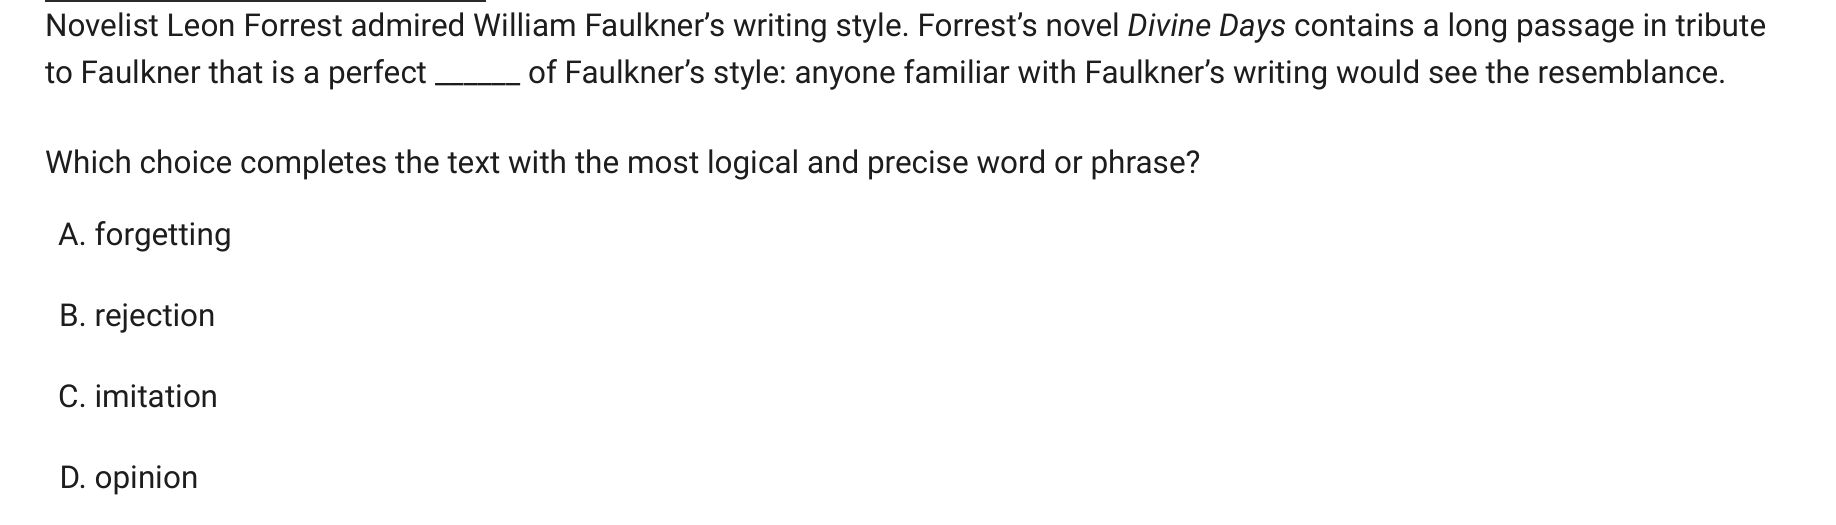 Novelist Leon Forrest admired William Faulkner’s writing style. Forrest’s novel Divine Days contains a long passage in tribute
to Faulkner that is a perfect ______ of Faulkner’s style: anyone familiar with Faulkner’s writing would see the resemblance.
Which choice completes the text with the most logical and precise word or phrase?
A. forgetting
B. rejection
C. imitation
D. opinion